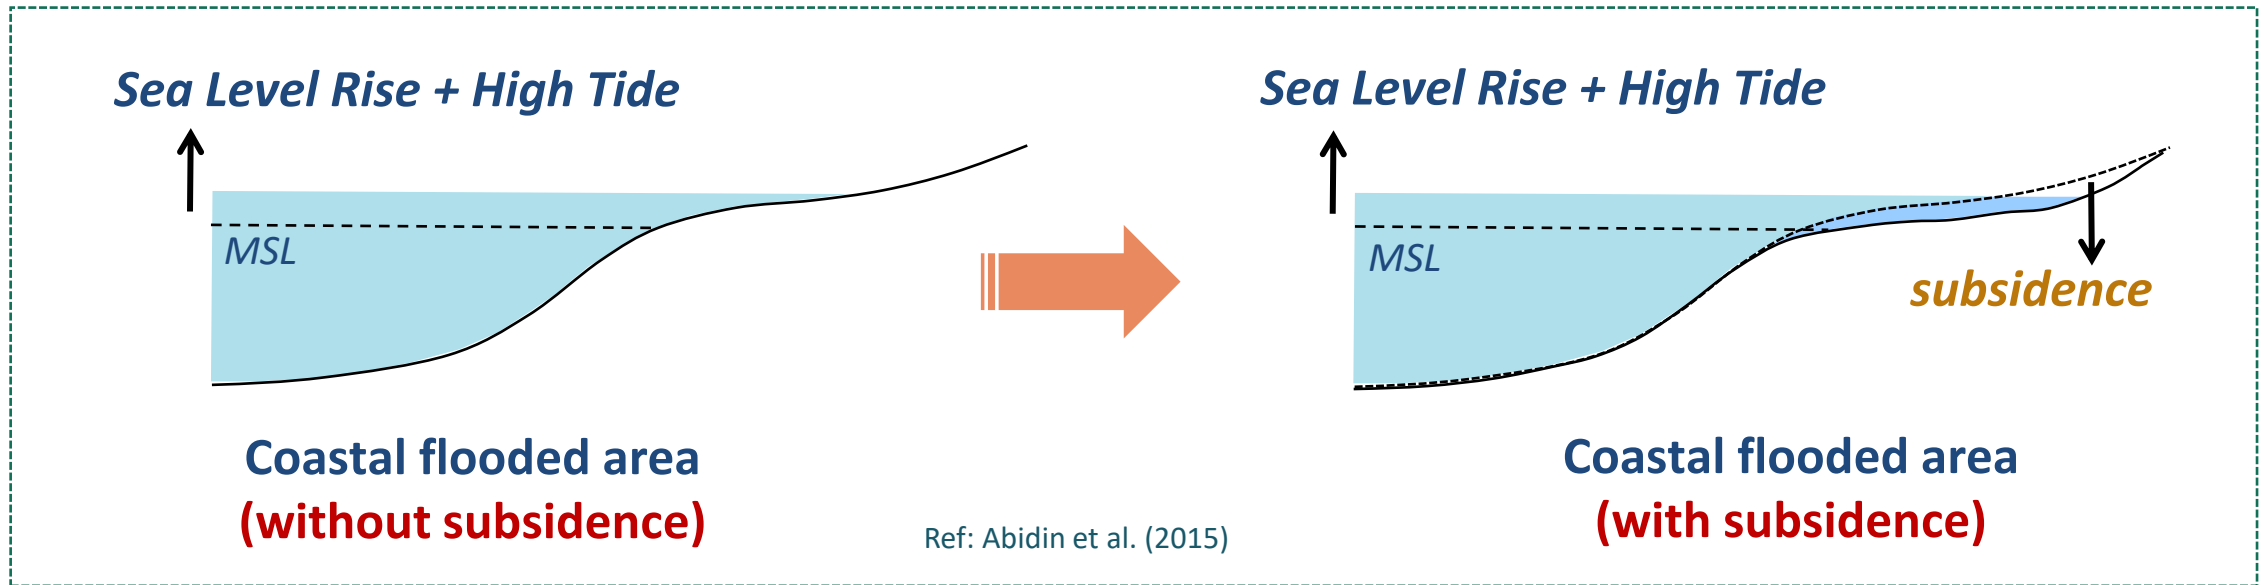 Sea Level Rise + High Tide
MSL
Coastal flooded area
(without subsidence)
Ref: Abidin et al. (2015)
Sea Level Rise + High Tide
MSL
subsidence
Coastal flooded area
(with subsidence)